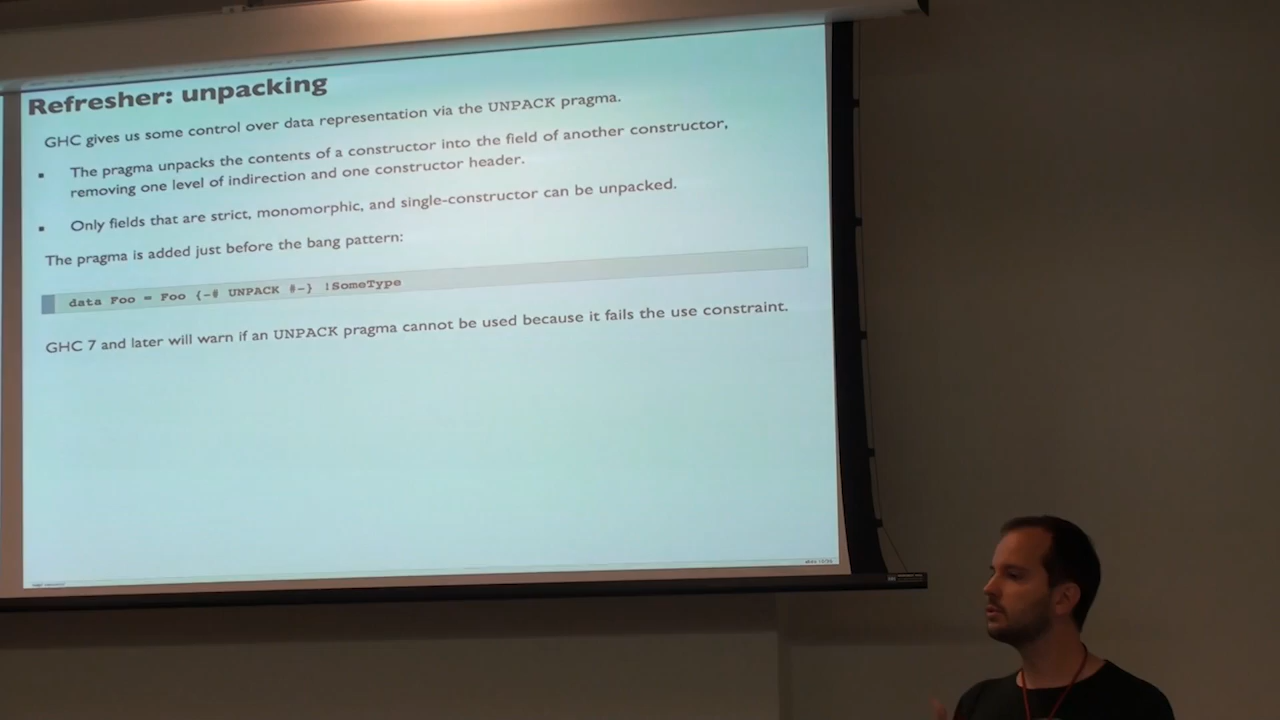 Refresher: unpacking
GHC gives us some control over data representation via the UNPACK pragma.
▪ The pragma unpacks the contents of a constructor into the field of another constructor,
removing one level of indirection and one constructor header.
▪ Only fields that are strict, monomorphic, and single-constructor can be unpacked.
The pragma is added just before the bang pattern:
data Foo = Foo {-# UNPACK #-} !SomeType
GHC 7 and later will warn if an UNPACK pragma cannot be used because it fails the use constraint.